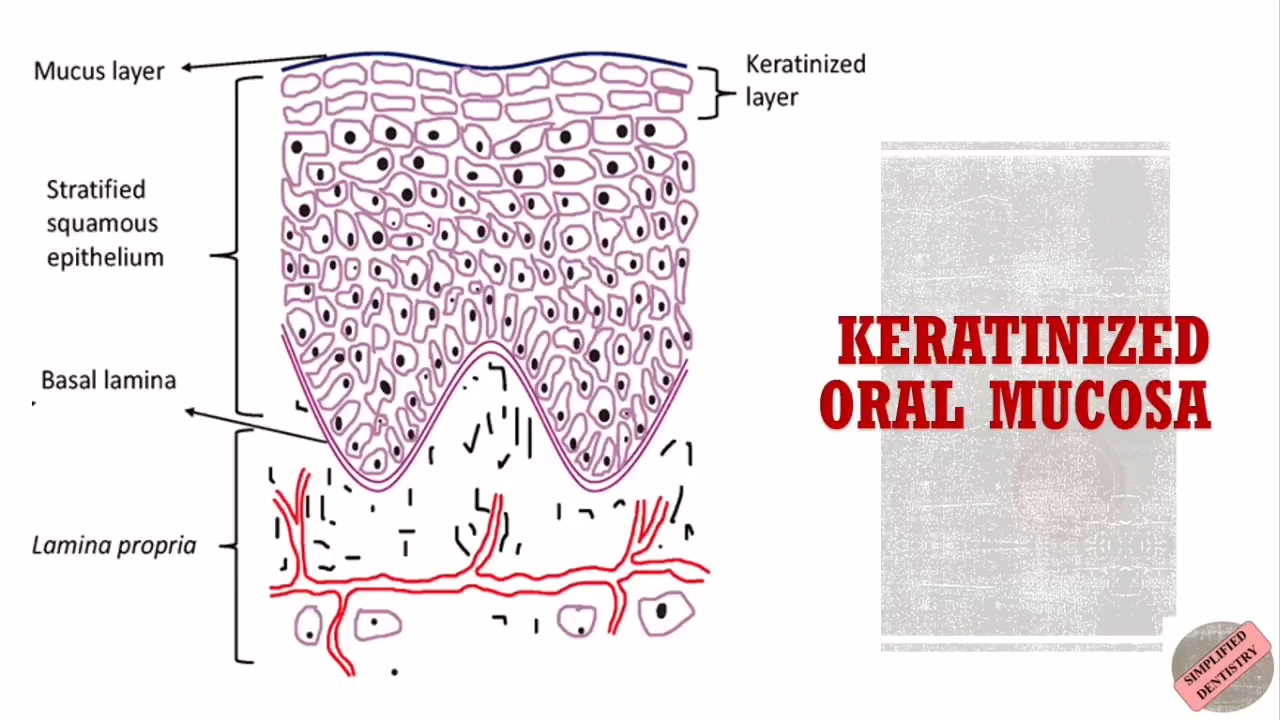 Mucus layer
Keratinized
layer
Stratified
squamous
epithelium
Basal lamina
Lamina propria
KERATINIZED
ORAL MUCOSA
SIMPLIFIED
DENTISTRY